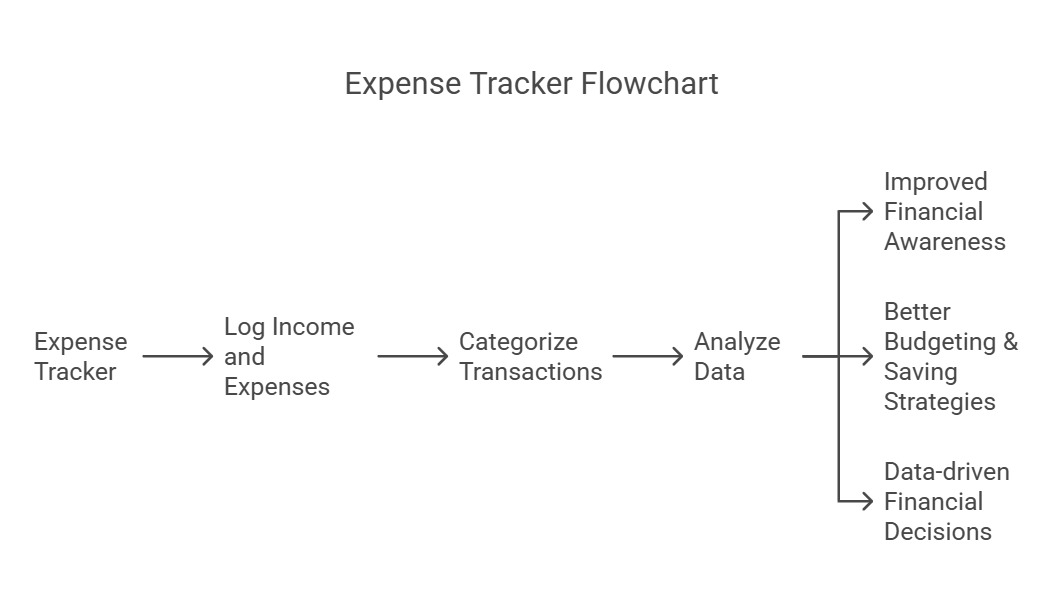 Expense Tracker Flowchart
Expense
Tracker
Log Income
and
Expenses
Categorize
Transactions
Analyze
Data
Improved
Financial
Awareness
Better
Budgeting &
Saving
Strategies
Data-driven
Financial
Decisions